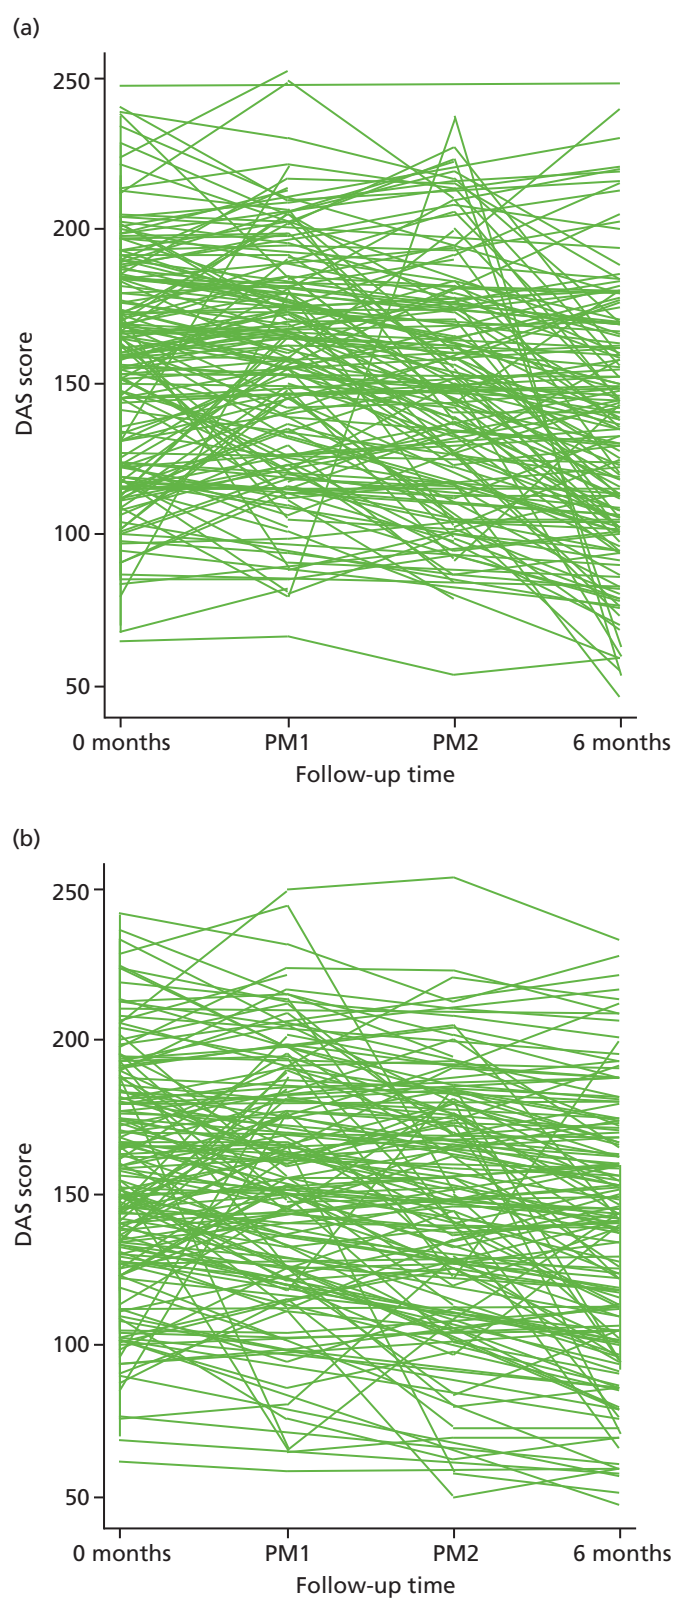 (a)
250
200
150
100
50
DAS score
0 months
PM1
PM2
6 months
Follow-up time
(b)
250
200
150
100
50
DAS score
0 months
PM1
PM2
6 months
Follow-up time